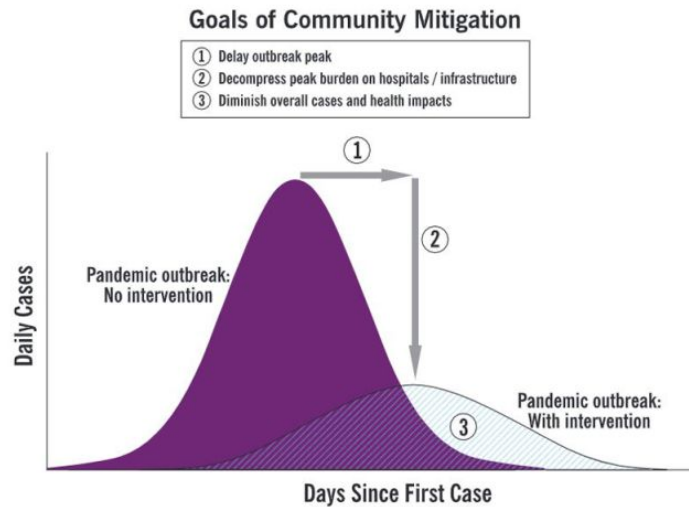 Goals of Community Mitigation
① Delay outbreak peak
② Decompress peak burden on hospitals / infrastructure
③ Diminish overall cases and health impacts
①
②
Pandemic outbreak:
No intervention
Daily Cases
Pandemic outbreak:
With intervention
③
Days Since First Case